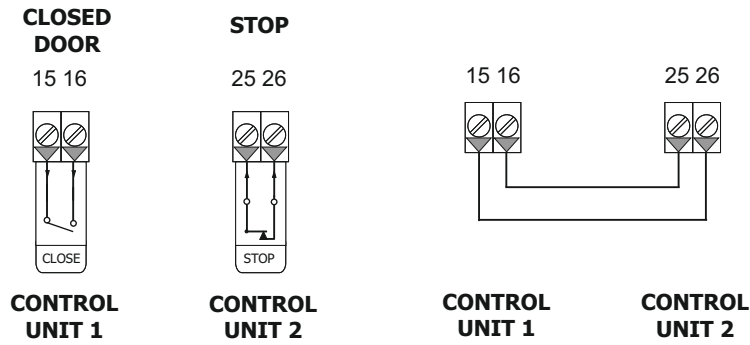 CLOSED
DOOR
STOP
15 16
25 26
15 16
25 26
CLOSE
STOP
CONTROL
UNIT 1
CONTROL
UNIT 2
CONTROL
UNIT 1
CONTROL
UNIT 2